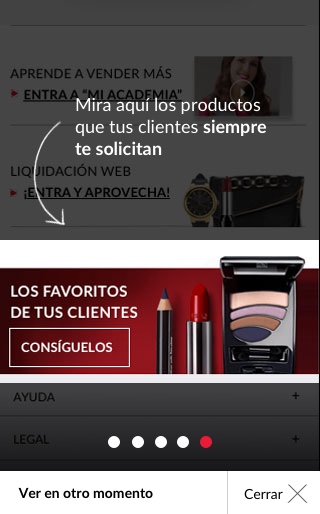 APRENDE A VENDER MÁS
ENTRA A "MI ACADEMIA"
Mira aquí los productos
que tus clientes siempre
te solicitan
LIQUIDACIÓN WEB
¡ENTRA Y APROVECHA!
LOS FAVORITOS
DE TUS CLIENTES
CONSÍGUELOS
AYUDA +
LEGAL +
Ver en otro momento
Cerrar